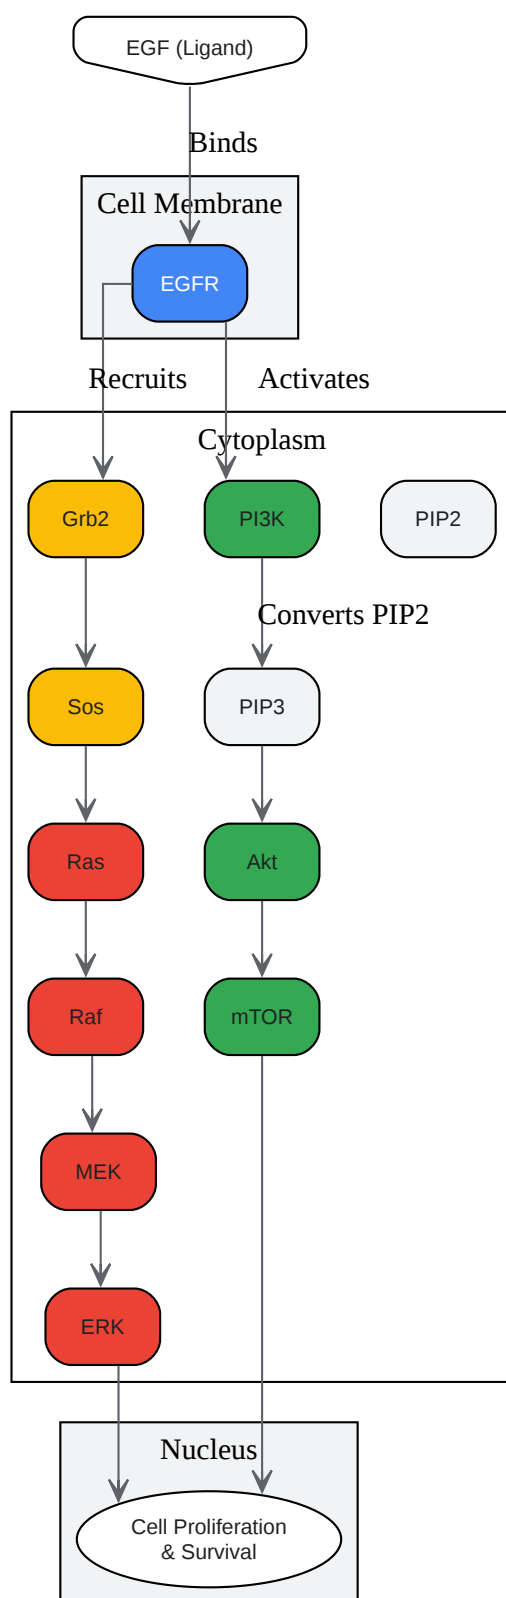 EGF (Ligand)
Binds
Cell Membrane
EGFR
Recruits
Activates
Cytoplasm
Grb2
PI3K
PIP2
Converts PIP2
Sos
PIP3
Ras
Akt
Raf
mTOR
MEK
ERK
Nucleus
Cell Proliferation
& Survival